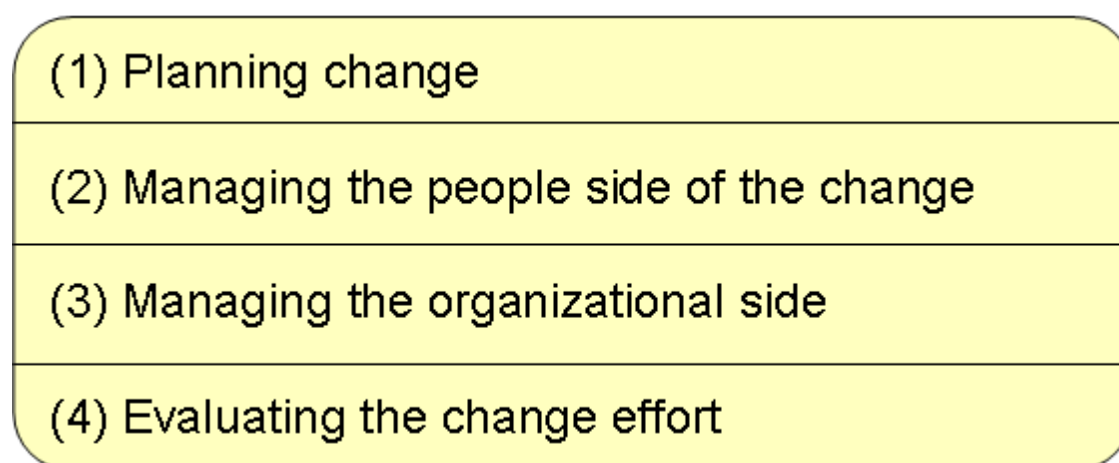 (1) Planning change
(2) Managing the people side of the change
(3) Managing the organizational side
(4) Evaluating the change effort